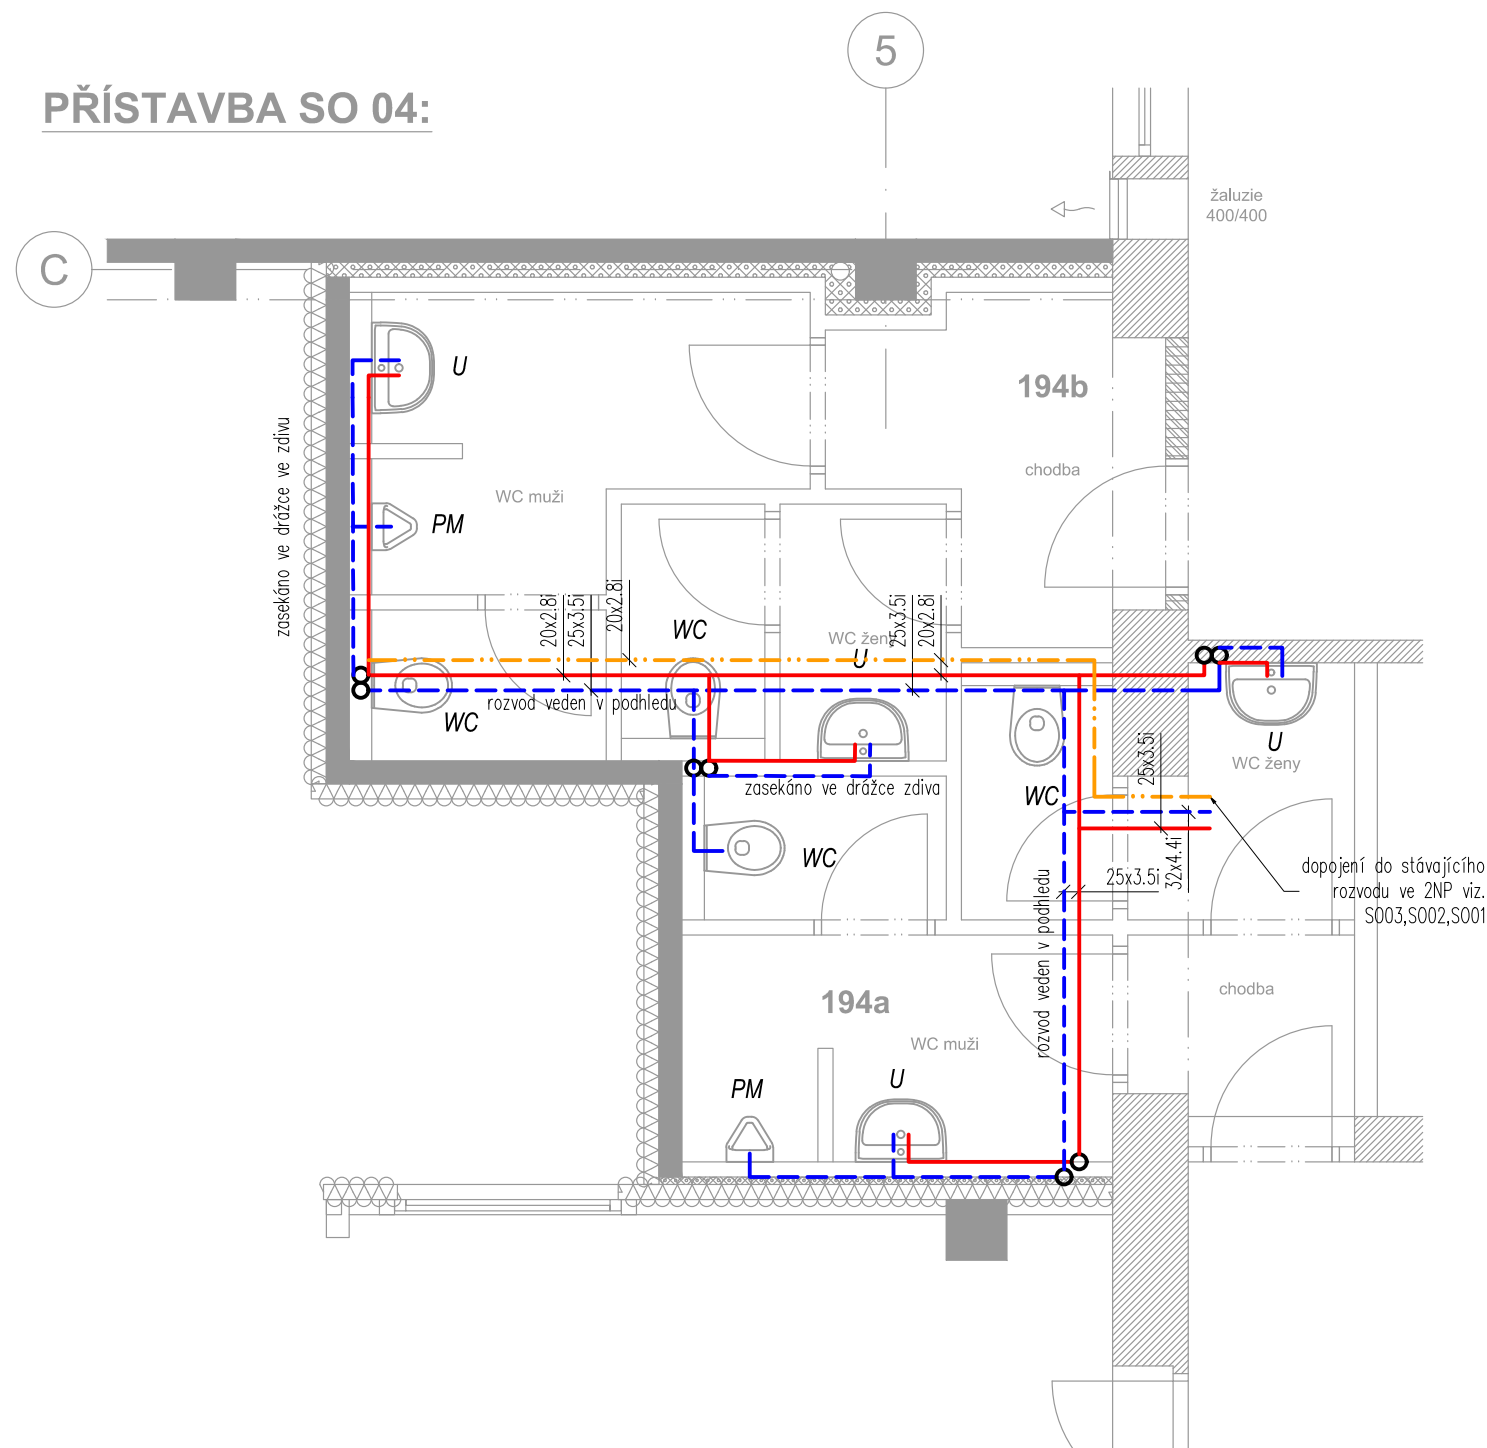 5
PŘÍSTAVBA SO 04:
žaluzie
400/400
C
U
194b
zasekáno ve drážce ve zdivu
chodba
WC muži
PM
20x2.8i
25x3.5i
20x2.8i
25x3.5i
20x2.8i
WC
WC ženy
U
rozvod veden v podhledu
WC
U
WC ženy
25x3.5i
zasekáno ve drážce zdiva
WC
WC
32x4.4i
25x3.5i
dopojení do stávajícího
rozvodu ve 2NP viz.
SO03,SO02,SO01
rozvod veden v podhledu
194a
chodba
WC muži
PM
U